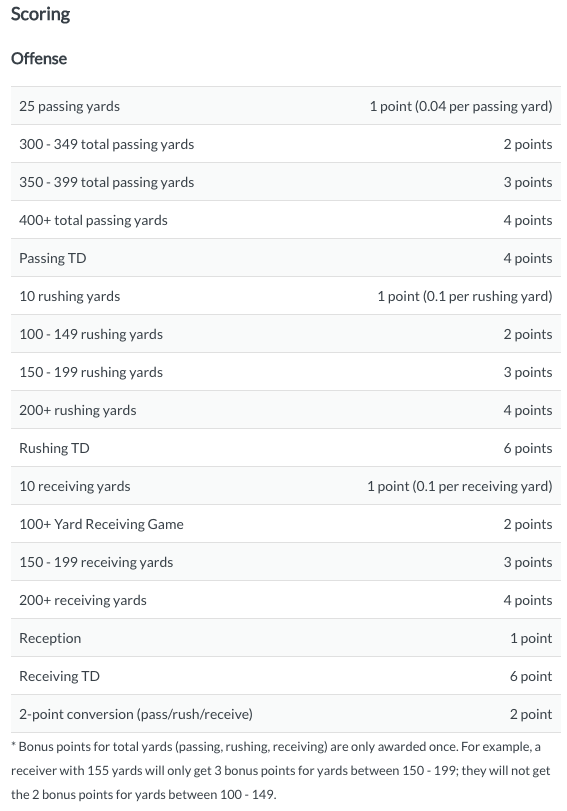 Scoring
Offense
25 passing yards 1 point (0.04 per passing yard)
300 - 349 total passing yards 2 points
350 - 399 total passing yards 3 points
400+ total passing yards 4 points
Passing TD 4 points
10 rushing yards 1 point (0.1 per rushing yard)
100 - 149 rushing yards 2 points
150 - 199 rushing yards 3 points
200+ rushing yards 4 points
Rushing TD 6 points
10 receiving yards 1 point (0.1 per receiving yard)
100+ Yard Receiving Game 2 points
150 - 199 receiving yards 3 points
200+ receiving yards 4 points
Reception 1 point
Receiving TD 6 point
2-point conversion (pass/rush/receive) 2 point
* Bonus points for total yards (passing, rushing, receiving) are only awarded once. For example, a
receiver with 155 yards will only get 3 bonus points for yards between 150 - 199; they will not get
the 2 bonus points for yards between 100 - 149.